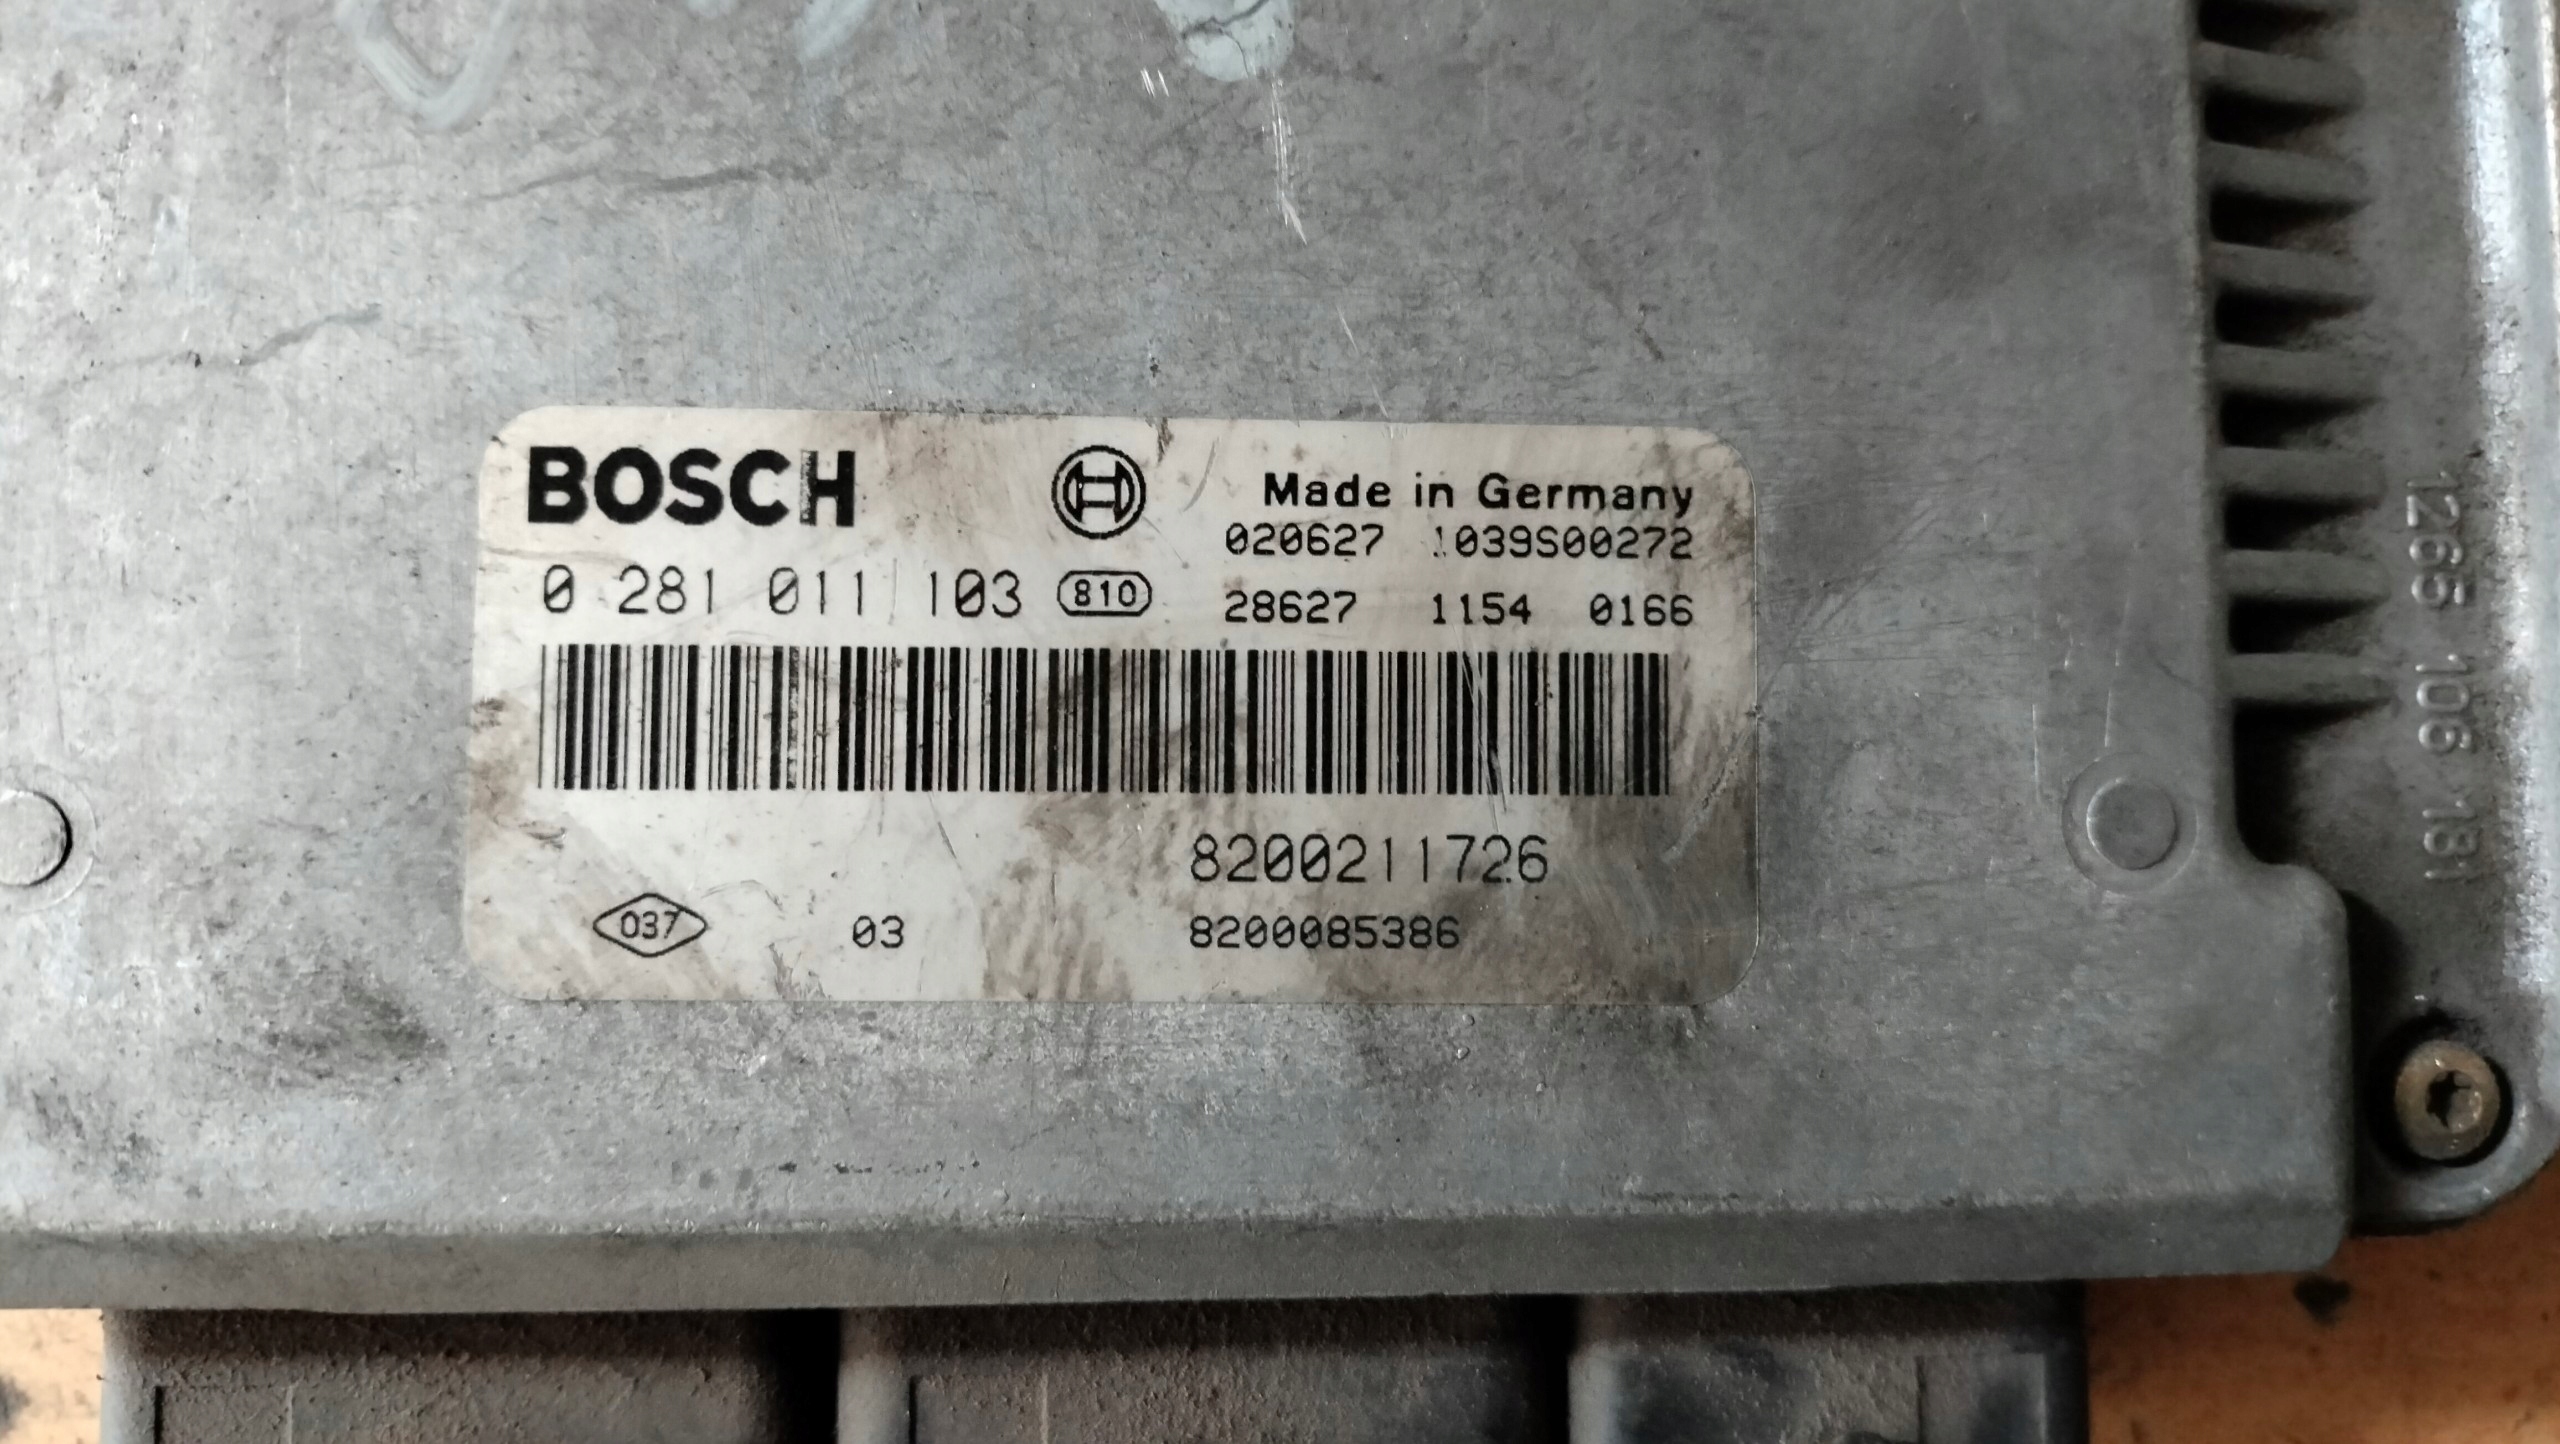 BOSCH
Made in Germany
020627 1039S00272
0 281 011 103 810
28627 1154 0166
8200211726
037 03 8200085386
1265 106 181